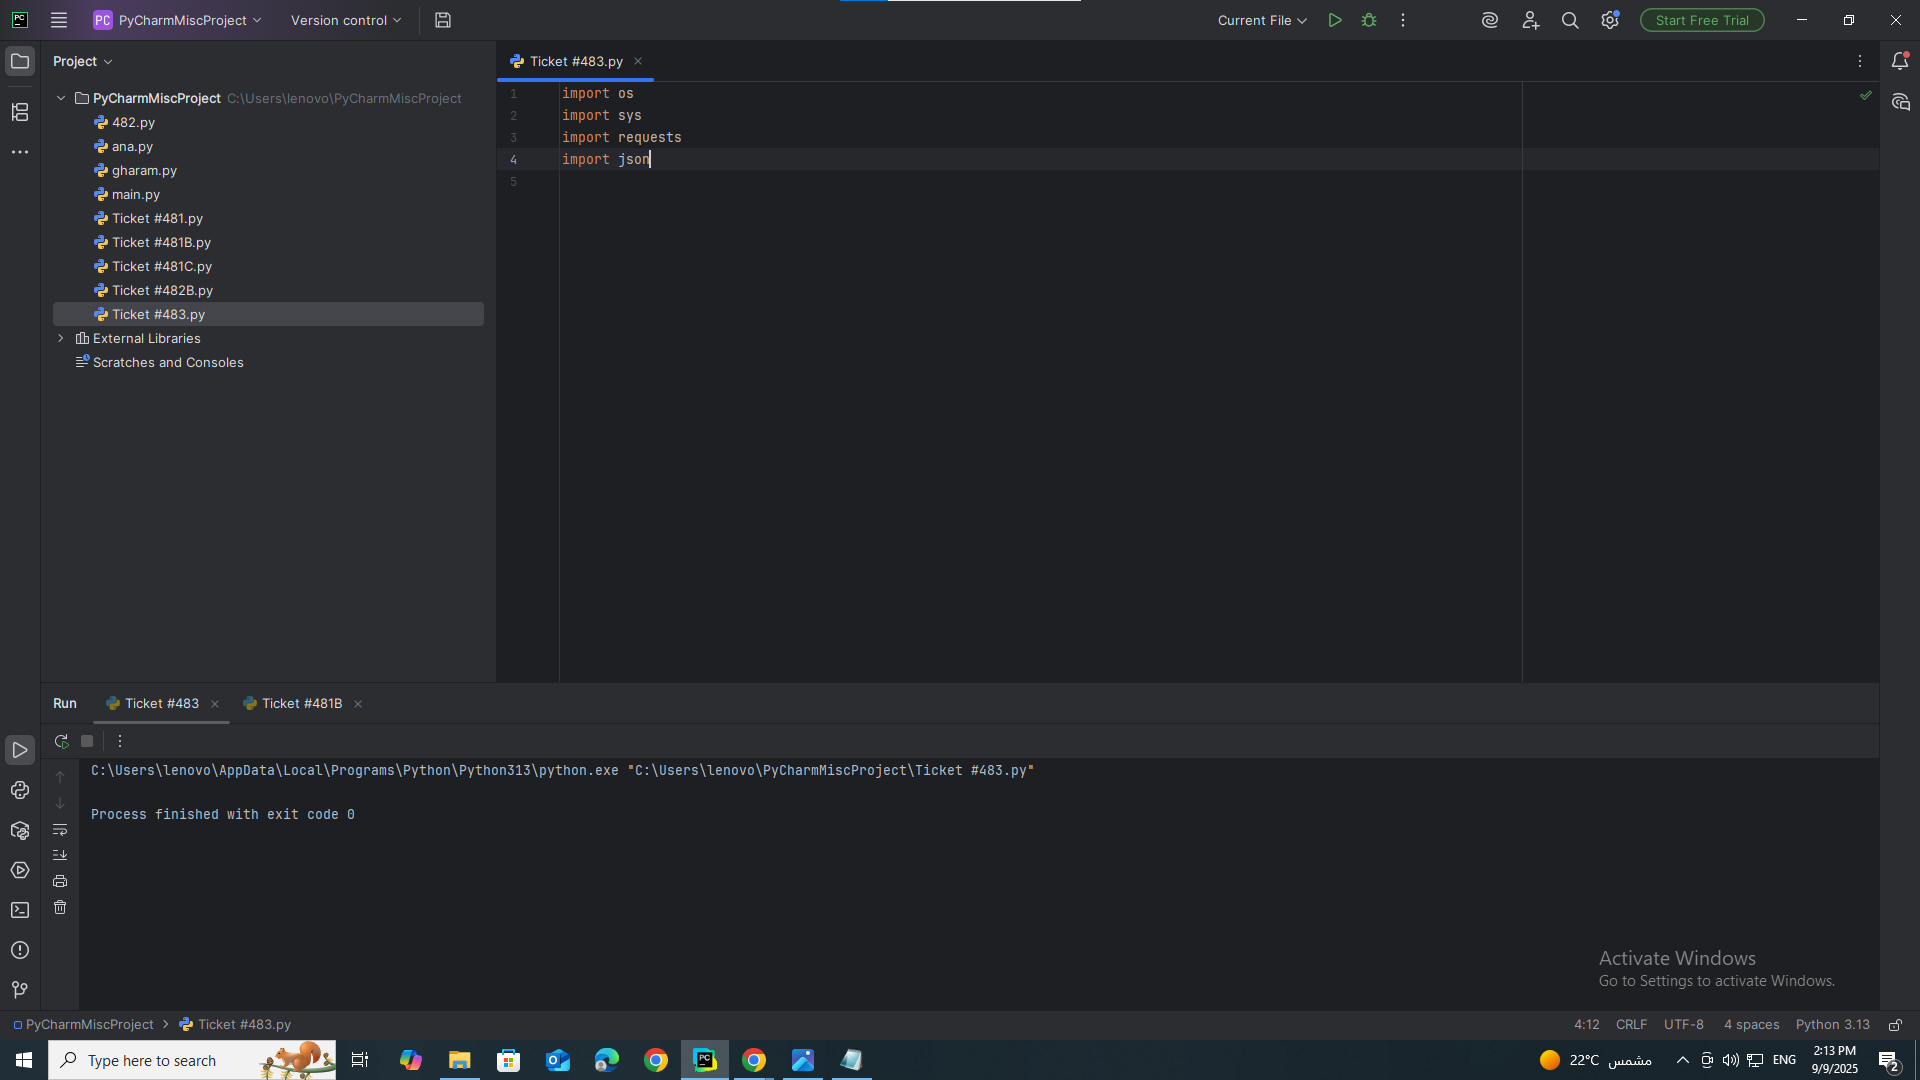 PC
PC PyCharmMiscProject
Version control
Current File
Start Free Trial
Project
PyCharmMiscProject C:\Users\lenovo\PyCharmMiscProject
482.py
ana.py
gharam.py
main.py
Ticket #481.py
Ticket #481B.py
Ticket #481C.py
Ticket #482B.py
Ticket #483.py
External Libraries
Scratches and Consoles
Ticket #483.py
1 import os
2 import sys
3 import requests
4 import json
5
Run
Ticket #483
Ticket #481B
C:\Users\lenovo\AppData\Local\Programs\Python\Python313\python.exe "C:\Users\lenovo\PyCharmMiscProject\Ticket #483.py"
Process finished with exit code 0
Activate Windows
Go to Settings to activate Windows.
PyCharmMiscProject
Ticket #483.py
4:12
CRLF
UTF-8
4 spaces
Python 3.13
Type here to search
PC
22°C مشمس
ENG
2:13 PM
9/9/2025
2